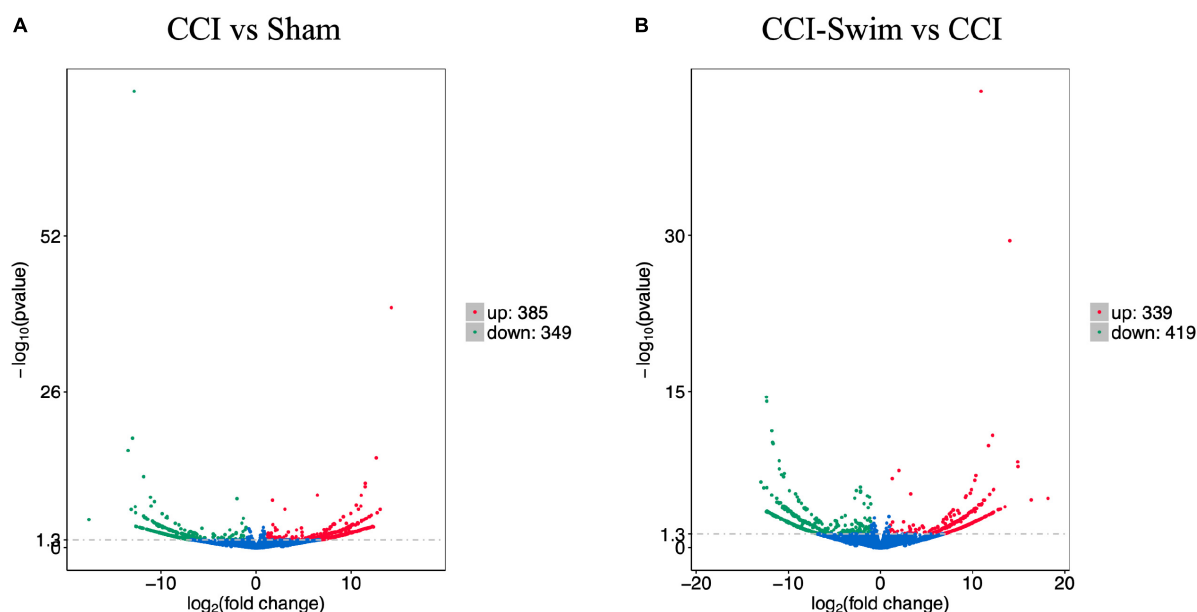 A
CCI vs Sham
−log10(pvalue)
52
26
1.3
0
−10
0
10
log2(fold change)
up: 385
down: 349
B
CCI-Swim vs CCI
−log10(pvalue)
30
15
1.3
0
−20
−10
0
10
20
log2(fold change)
up: 339
down: 419